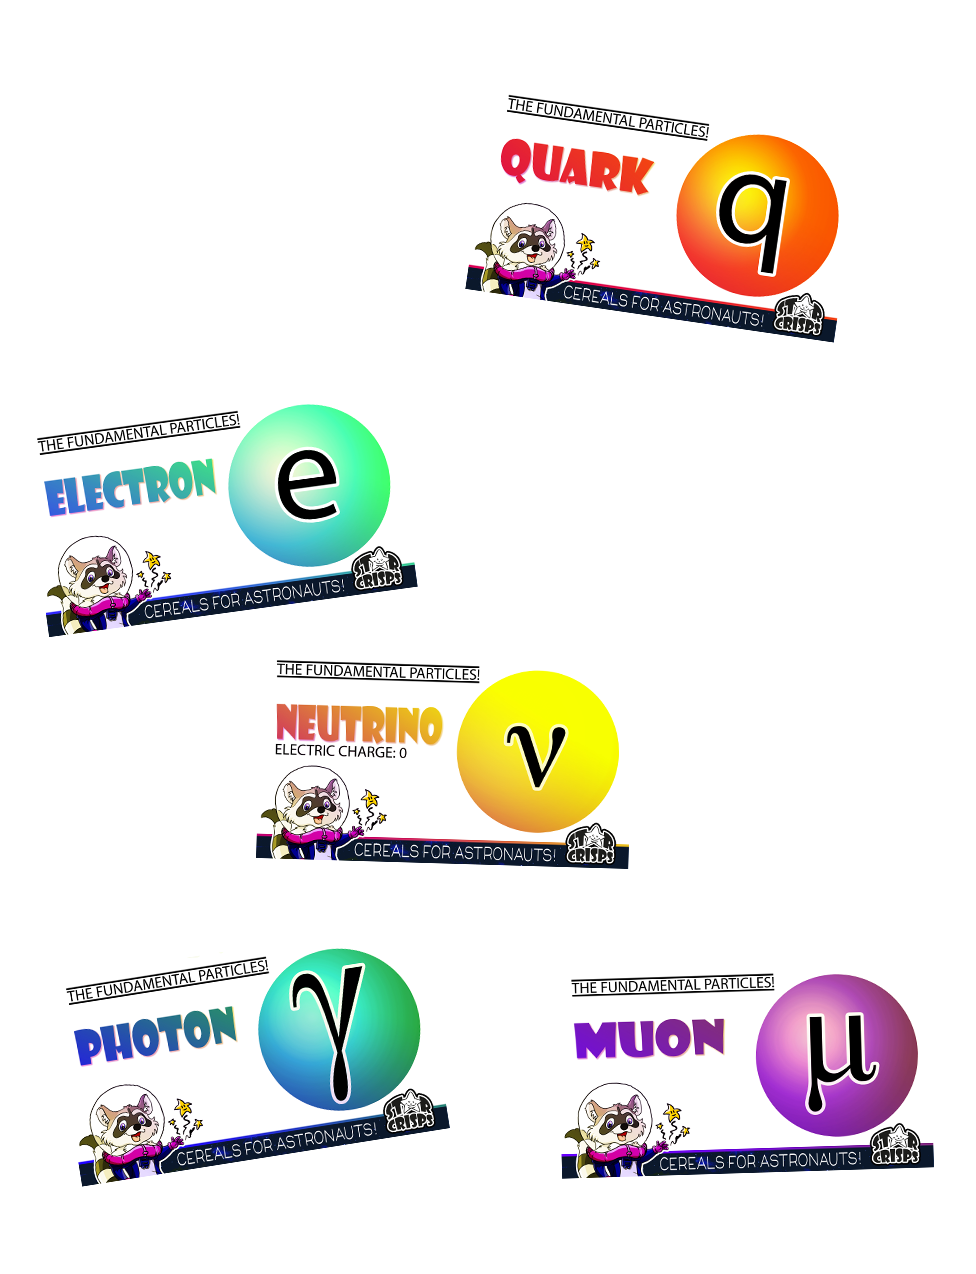 THE FUNDAMENTAL PARTICLES!
QUARK
q
CEREALS FOR ASTRONAUTS!
STAR
CRISPS
THE FUNDAMENTAL PARTICLES!
ELECTRON
e
CEREALS FOR ASTRONAUTS!
STAR
CRISPS
THE FUNDAMENTAL PARTICLES!
NEUTRINO
ELECTRIC CHARGE: 0
ν
CEREALS FOR ASTRONAUTS!
STAR
CRISPS
THE FUNDAMENTAL PARTICLES!
PHOTON
γ
CEREALS FOR ASTRONAUTS!
STAR
CRISPS
THE FUNDAMENTAL PARTICLES!
MUON
μ
CEREALS FOR ASTRONAUTS!
STAR
CRISPS